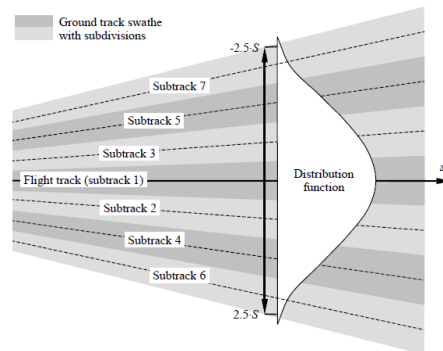 Ground track swathe
with subdivisions
-2.5·S
Subtrack 7
Subtrack 5
Subtrack 3
Flight track (subtrack 1)
Distribution
function
s
Subtrack 2
Subtrack 4
Subtrack 6
2.5·S